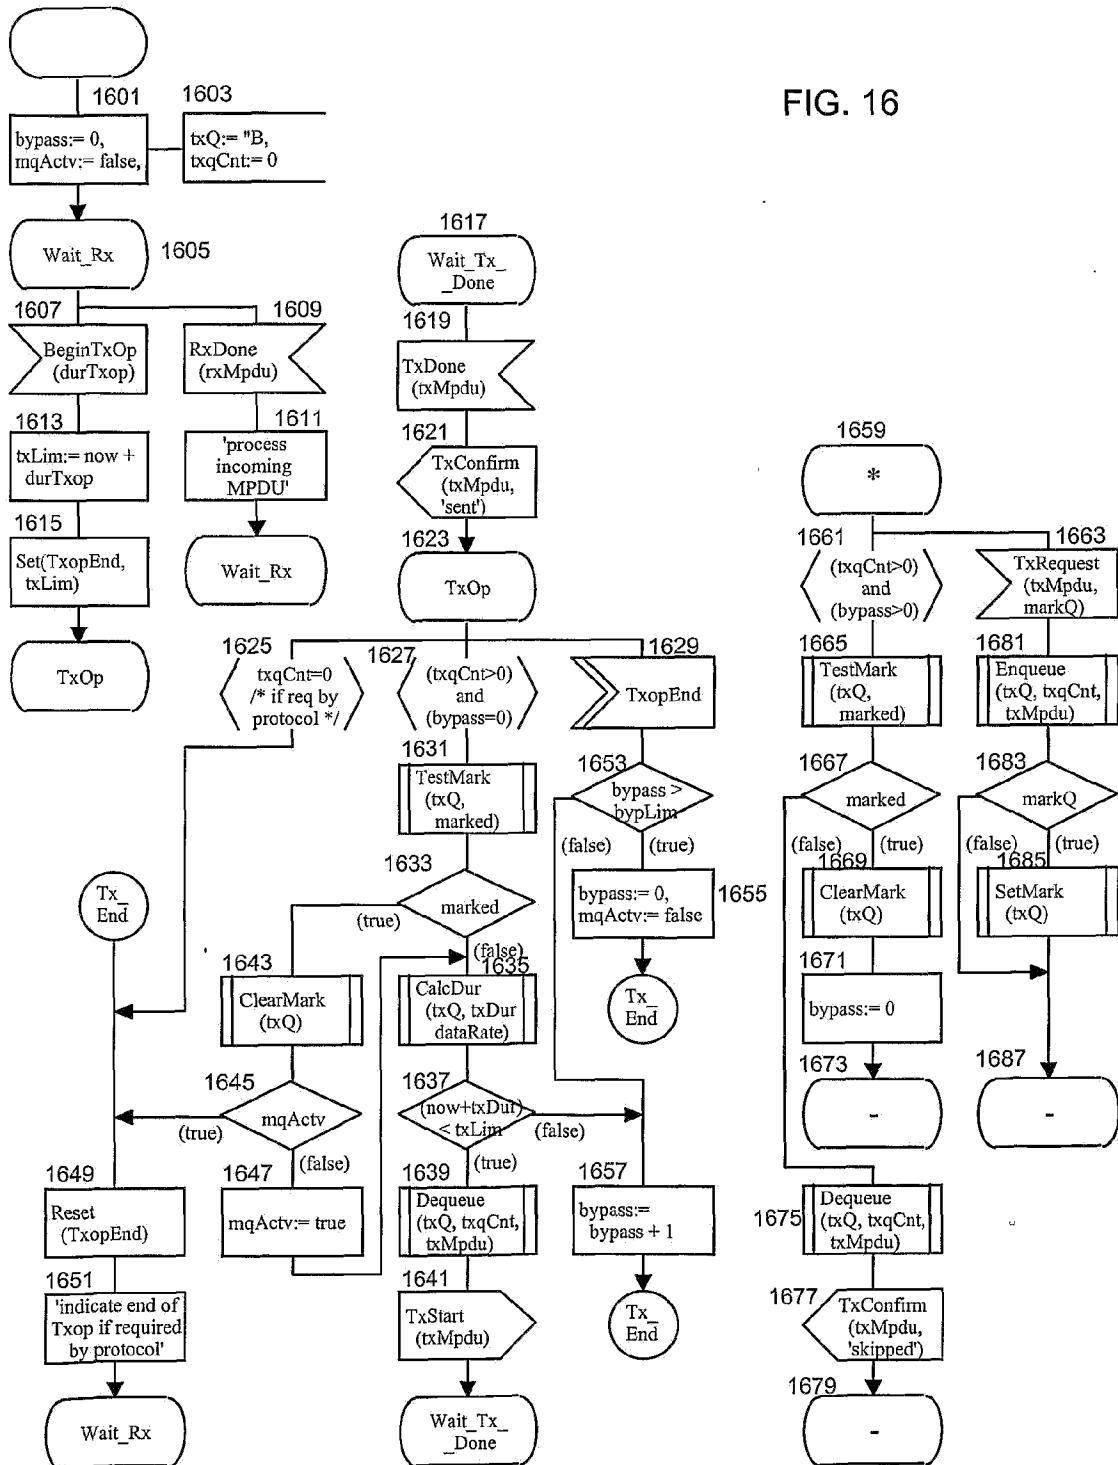 FIG. 16
1601
bypass:= 0,
mqActv:= false,
1603
txQ:= "B,
txqCnt:= 0
Wait_Rx
1605
1607
BeginTxOp
(durTxop)
1609
RxDone
(rxMpdu)
1613
txLim:= now +
durTxop
1611
'process
incoming
MPDU'
1615
Set(TxopEnd,
txLim)
Wait_Rx
TxOp
1617
Wait_Tx_
_Done
1619
TxDone
(txMpdu)
1621
TxConfirm
(txMpdu,
'sent')
1623
TxOp
1625
txqCnt=0
/* if req by
protocol */
1627
(txqCnt>0)
and
(bypass=0)
1629
TxopEnd
1631
TestMark
(txQ,
marked)
1633
marked
(true)
(false)
1653
bypass >
bypLim
(false)
(true)
bypass:= 0,
mqActv:= false
1655
Tx_
End
Tx_
End
1643
ClearMark
(txQ)
1635
CalcDur
(txQ, txDur
dataRate)
1645
mqActv
(true)
(false)
1637
(now+txDur)
< txLim
(false)
(true)
1649
Reset
(TxopEnd)
1647
mqActv:= true
1639
Dequeue
(txQ, txqCnt,
txMpdu)
1657
bypass:=
bypass + 1
1651
'indicate end of
Txop if required
by protocol'
1641
TxStart
(txMpdu)
Tx_
End
Wait_Rx
Wait_Tx_
_Done
1659
*
1661
(txqCnt>0)
and
(bypass>0)
1663
TxRequest
(txMpdu,
markQ)
1665
TestMark
(txQ,
marked)
1681
Enqueue
(txQ, txqCnt,
txMpdu)
1667
marked
(false)
(true)
1683
markQ
(false)
(true)
1669
ClearMark
(txQ)
1685
SetMark
(txQ)
1671
bypass:= 0
1673
-
1687
-
1675
Dequeue
(txQ, txqCnt,
txMpdu)
1677
TxConfirm
(txMpdu,
'skipped')
1679
-